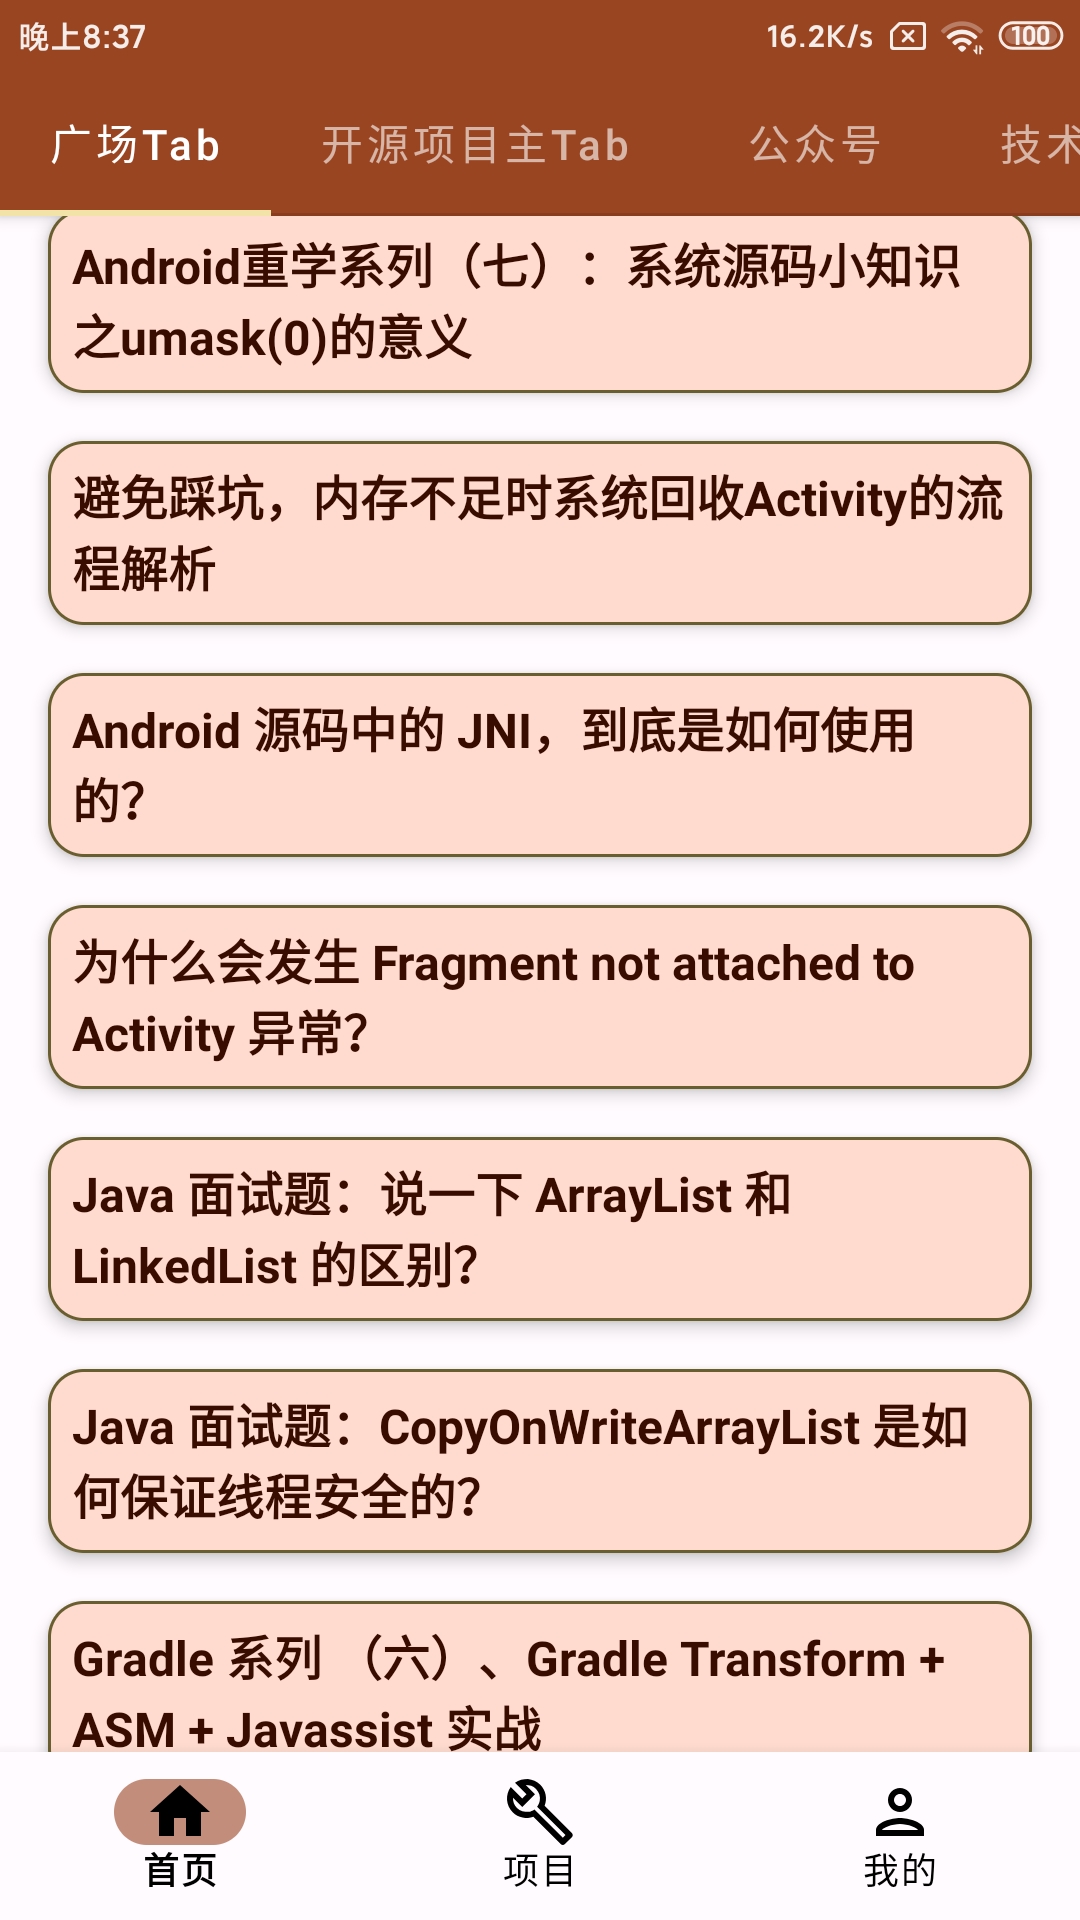 晚上8:37
16.2K/s
100
广场Tab
开源项目主Tab
公众号
技术
Android重学系列（七）：系统源码小知识
之umask(0)的意义
避免踩坑，内存不足时系统回收Activity的流
程解析
Android 源码中的 JNI，到底是如何使用
的？
为什么会发生 Fragment not attached to
Activity 异常？
Java 面试题：说一下 ArrayList 和
LinkedList 的区别？
Java 面试题：CopyOnWriteArrayList 是如
何保证线程安全的？
Gradle 系列 （六）、Gradle Transform +
ASM + Javassist 实战
首页
项目
我的